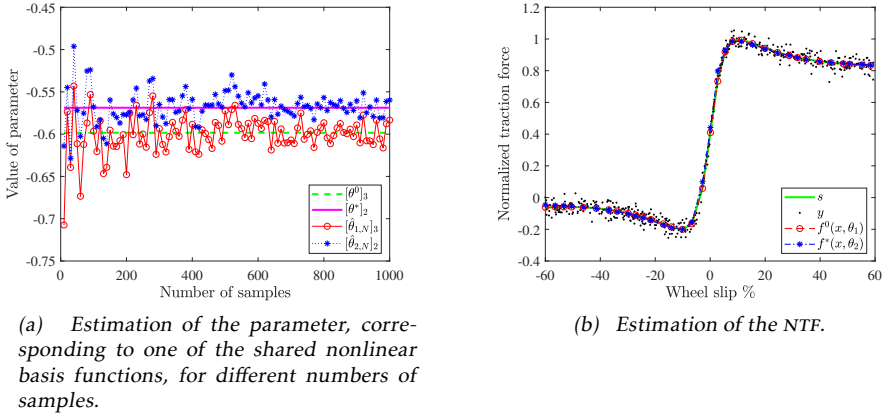 -0.45
-0.5
-0.55
-0.6
-0.65
-0.7
-0.75
Value of parameter
0 200 400 600 800 1000
Number of samples
[θ⁰]₃
[θ*]₂
[θ̂₁,N]₃
[θ̂₂,N]₂
(a) Estimation of the parameter, corre-
sponding to one of the shared nonlinear
basis functions, for different numbers of
samples.
1.2
1
0.8
0.6
0.4
0.2
0
-0.2
-0.4
Normalized traction force
-60 -40 -20 0 20 40 60
Wheel slip %
s
y
f⁰(x, θ₁)
f*(x, θ₂)
(b) Estimation of the NTF.